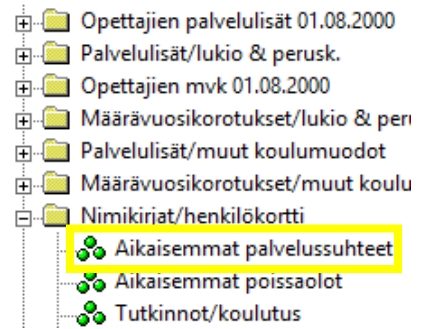 Opettajien palvelulisät 01.08.2000
Palvelulisät/lukio & perusk.
Opettajien mvk 01.08.2000
Määrävuosikorotukset/lukio & peru
Palvelulisät/muut koulumuodot
Määrävuosikorotukset/muut koulu
Nimikirjat/henkilökortti
Aikaisemmat palvelussuhteet
Aikaisemmat poissaolot
Tutkinnot/koulutus